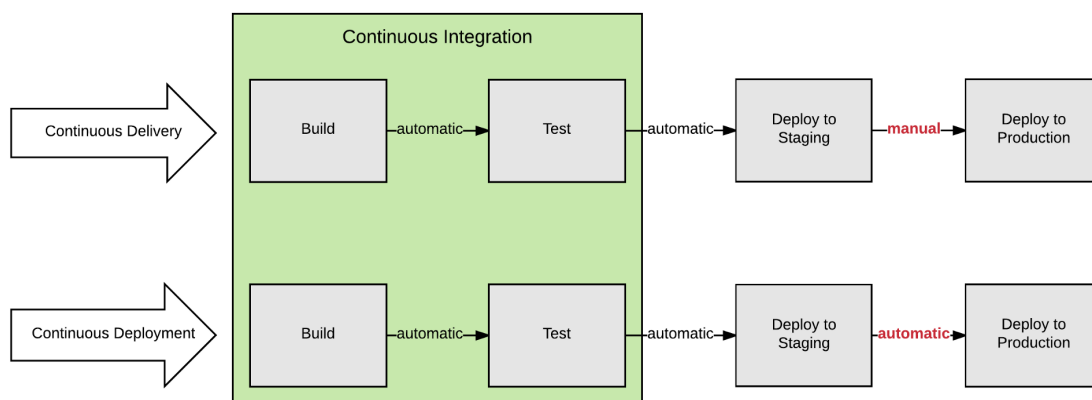 Continuous Integration
Continuous Delivery
Build
automatic
Test
automatic
Deploy to
Staging
manual
Deploy to
Production
Continuous Deployment
Build
automatic
Test
automatic
Deploy to
Staging
automatic
Deploy to
Production